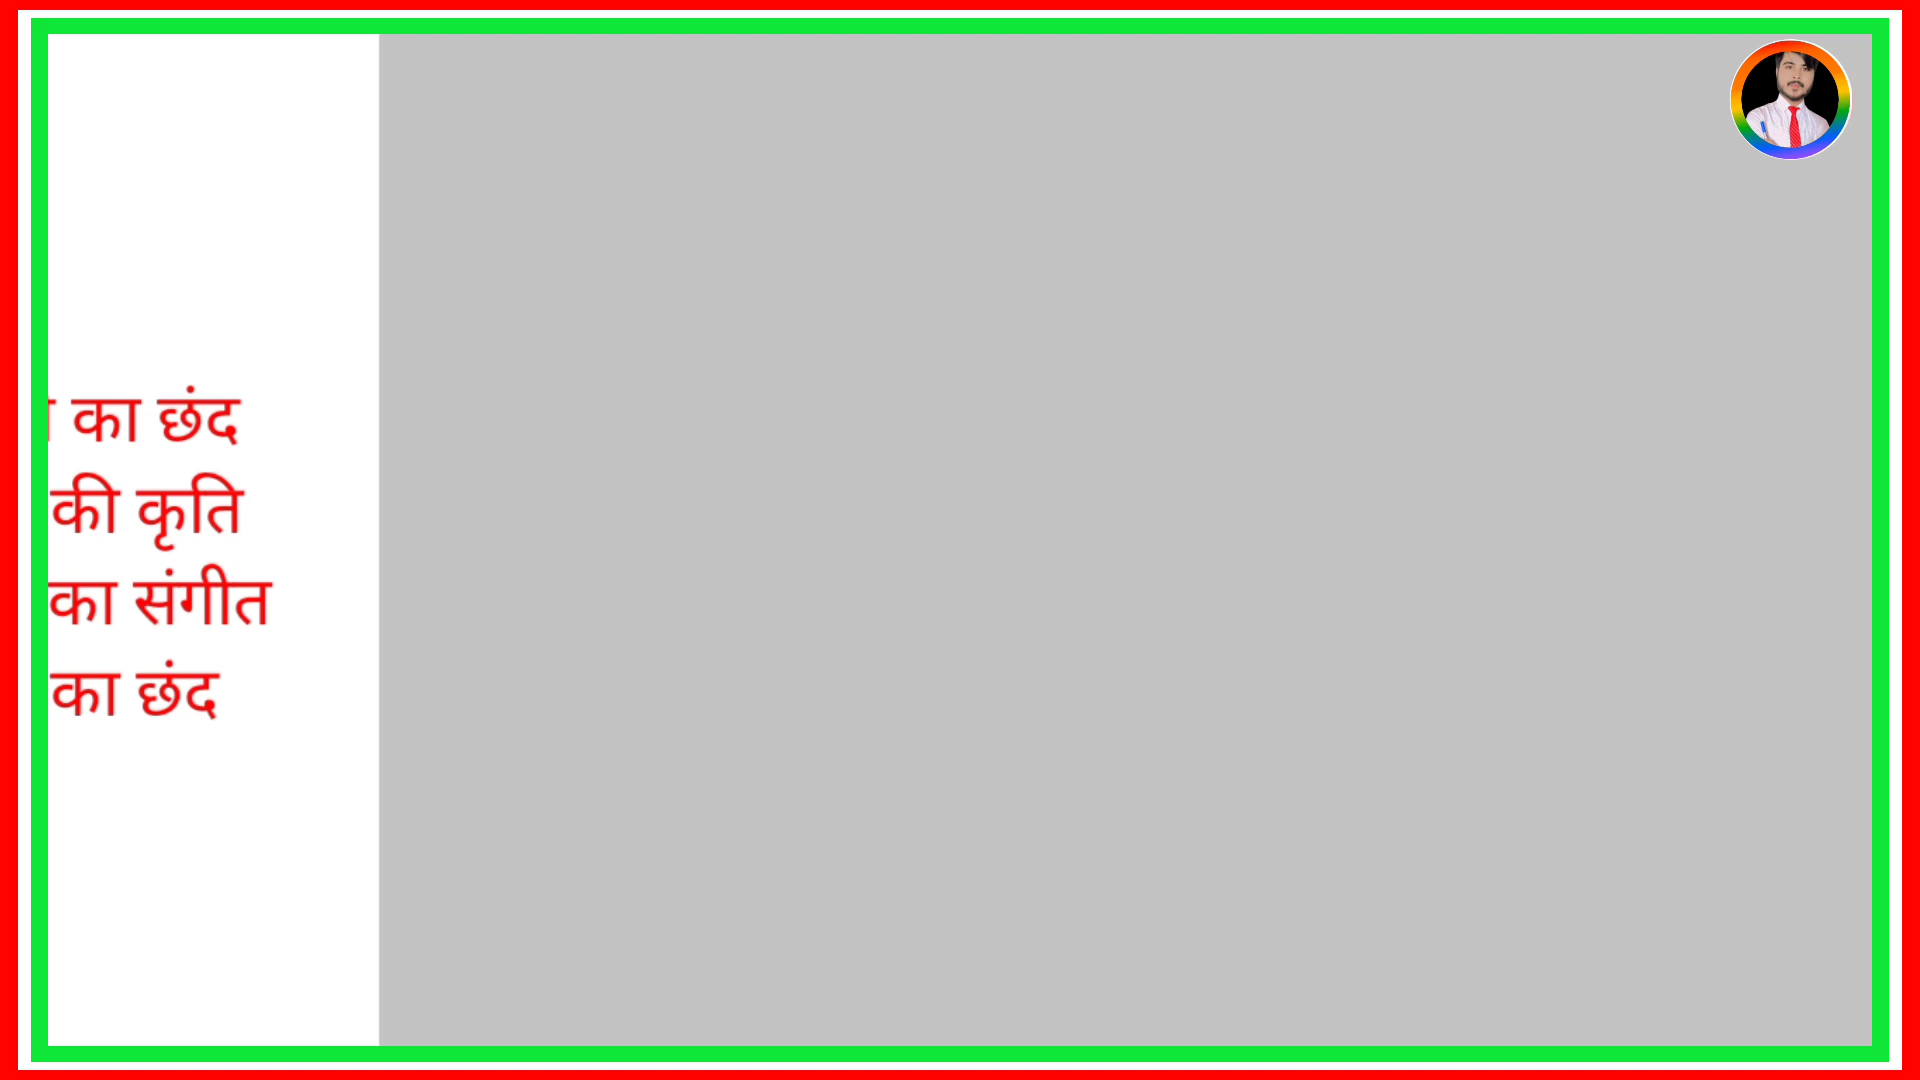 का छंद
की कृति
का संगीत
का छंद